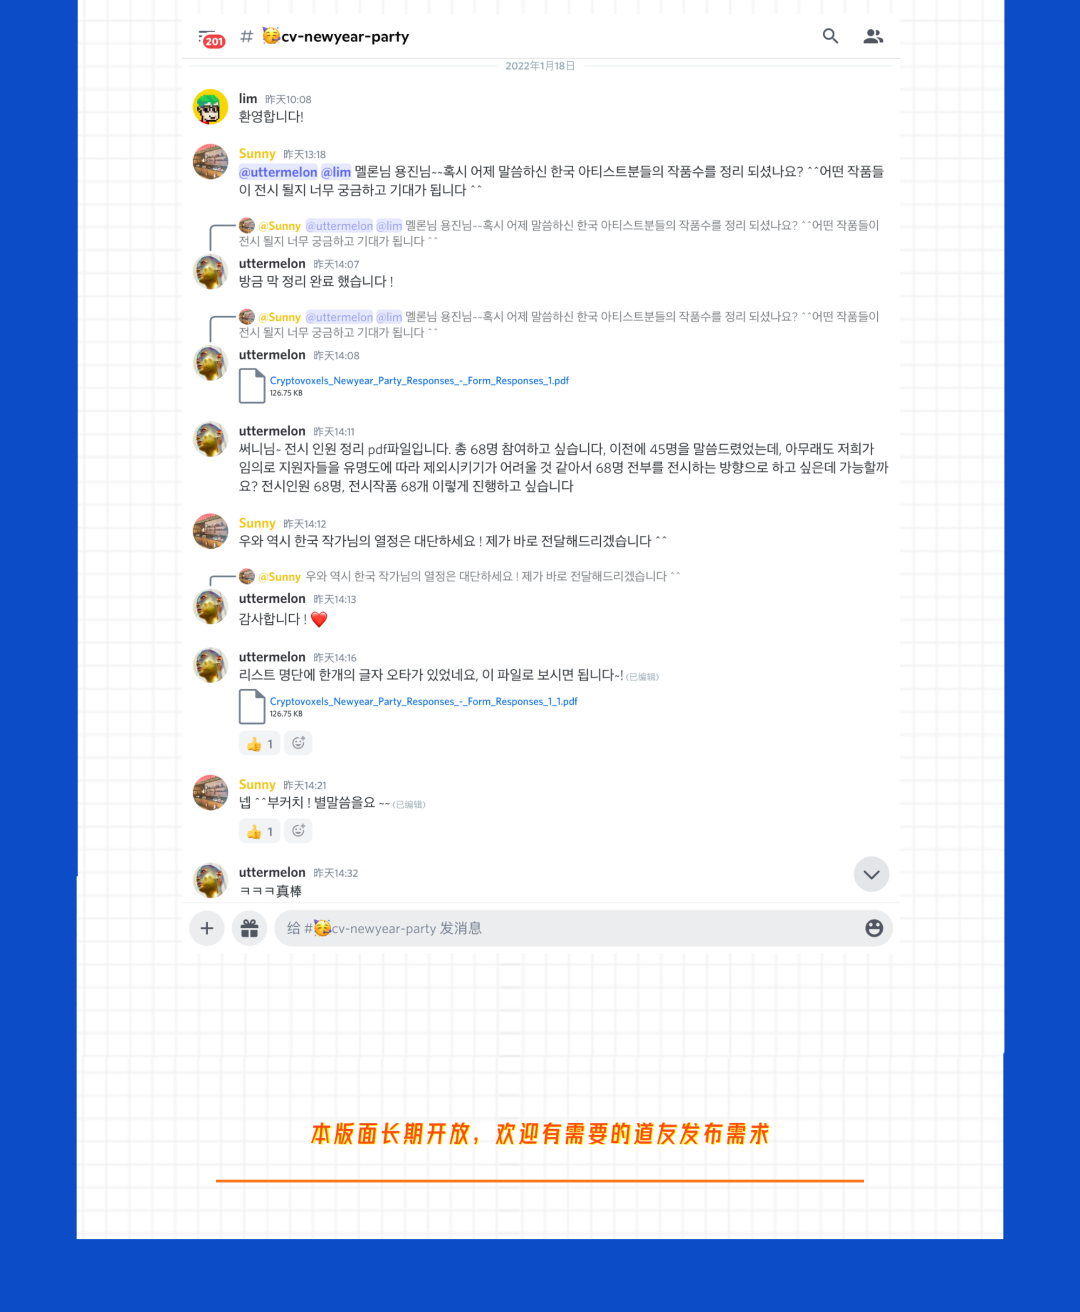 201
# 🥳cv-newyear-party
2022年1月18日
lim 昨天10:08
환영합니다!
Sunny 昨天13:18
@uttermelon @lim 멜론님 용진님~~혹시 어제 말씀하신 한국 아티스트분들의 작품수를 정리 되셨나요? ^^어떤 작품들
이 전시 될지 너무 궁금하고 기대가 됩니다 ^^
@Sunny @uttermelon @lim 멜론님 용진님~~혹시 어제 말씀하신 한국 아티스트분들의 작품수를 정리 되셨나요? ^^어떤 작품들이
전시 될지 너무 궁금하고 기대가 됩니다 ^^
uttermelon 昨天14:07
방금 막 정리 완료 했습니다 !
@Sunny @uttermelon @lim 멜론님 용진님~~혹시 어제 말씀하신 한국 아티스트분들의 작품수를 정리 되셨나요? ^^어떤 작품들이
전시 될지 너무 궁금하고 기대가 됩니다 ^^
uttermelon 昨天14:08
Cryptovoxels_Newyear_Party_Responses_-_Form_Responses_1.pdf
126.75 KB
uttermelon 昨天14:11
써니님~ 전시 인원 정리 pdf파일입니다. 총 68명 참여하고 싶습니다, 이전에 45명을 말씀드렸었는데, 아무래도 저희가
임의로 지원자들을 유명도에 따라 제외시키기가 어려울 것 같아서 68명 전부를 전시하는 방향으로 하고 싶은데 가능할까
요? 전시인원 68명, 전시작품 68개 이렇게 진행하고 싶습니다
Sunny 昨天14:12
우와 역시 한국 작가님의 열정은 대단하세요 ! 제가 바로 전달해드리겠습니다 ^^
@Sunny 우와 역시 한국 작가님의 열정은 대단하세요 ! 제가 바로 전달해드리겠습니다 ^^
uttermelon 昨天14:13
감사합니다 ! ❤️
uttermelon 昨天14:16
리스트 명단에 한개의 글자 오타가 있었네요, 이 파일로 보시면 됩니다~! (已编辑)
Cryptovoxels_Newyear_Party_Responses_-_Form_Responses_1_1.pdf
126.75 KB
👍 1
Sunny 昨天14:21
넵 ^^부커치 ! 별말씀을요 ~~ (已编辑)
👍 1
uttermelon 昨天14:32
ㅋㅋㅋ真棒
给 #🥳cv-newyear-party 发消息
本版面长期开放，欢迎有需要的道友发布需求